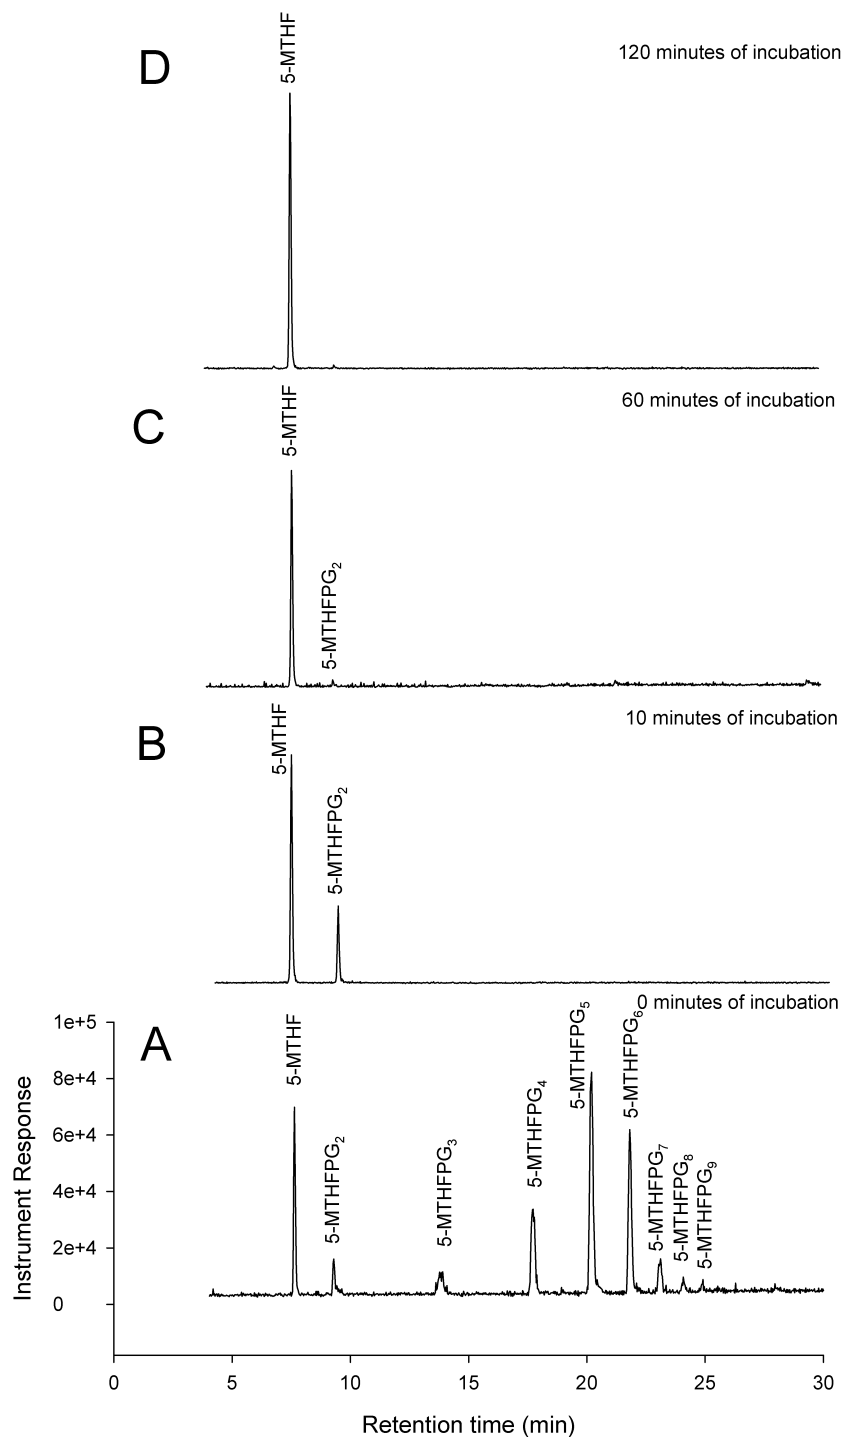 D
5-MTHF
120 minutes of incubation
C
5-MTHF
5-MTHFPG2
60 minutes of incubation
B
5-MTHF
5-MTHFPG2
10 minutes of incubation
A
0 minutes of incubation
5-MTHF
5-MTHFPG2
5-MTHFPG3
5-MTHFPG4
5-MTHFPG5
5-MTHFPG6
5-MTHFPG7
5-MTHFPG8
5-MTHFPG9
Instrument Response
1e+5
8e+4
6e+4
4e+4
2e+4
0
0 5 10 15 20 25 30
Retention time (min)